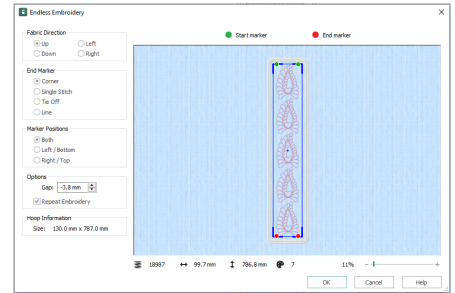 Endless Embroidery
Fabric Direction
Up Left
Down Right
End Marker
Corner
Single Stitch
Tie Off
Line
Marker Positions
Both
Left / Bottom
Right / Top
Options
Gap: -3.8 mm
Repeat Embroidery
Hoop Information
Size: 130.0 mm x 787.0 mm
Start marker End marker
18987 99.7 mm 786.8 mm 7 11% - +
OK Cancel Help